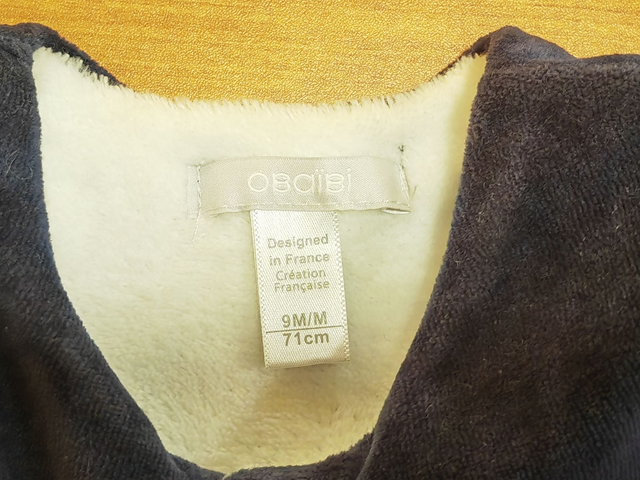 OBAÏBI
Designed
in France
Création
Française
9M/M
71cm